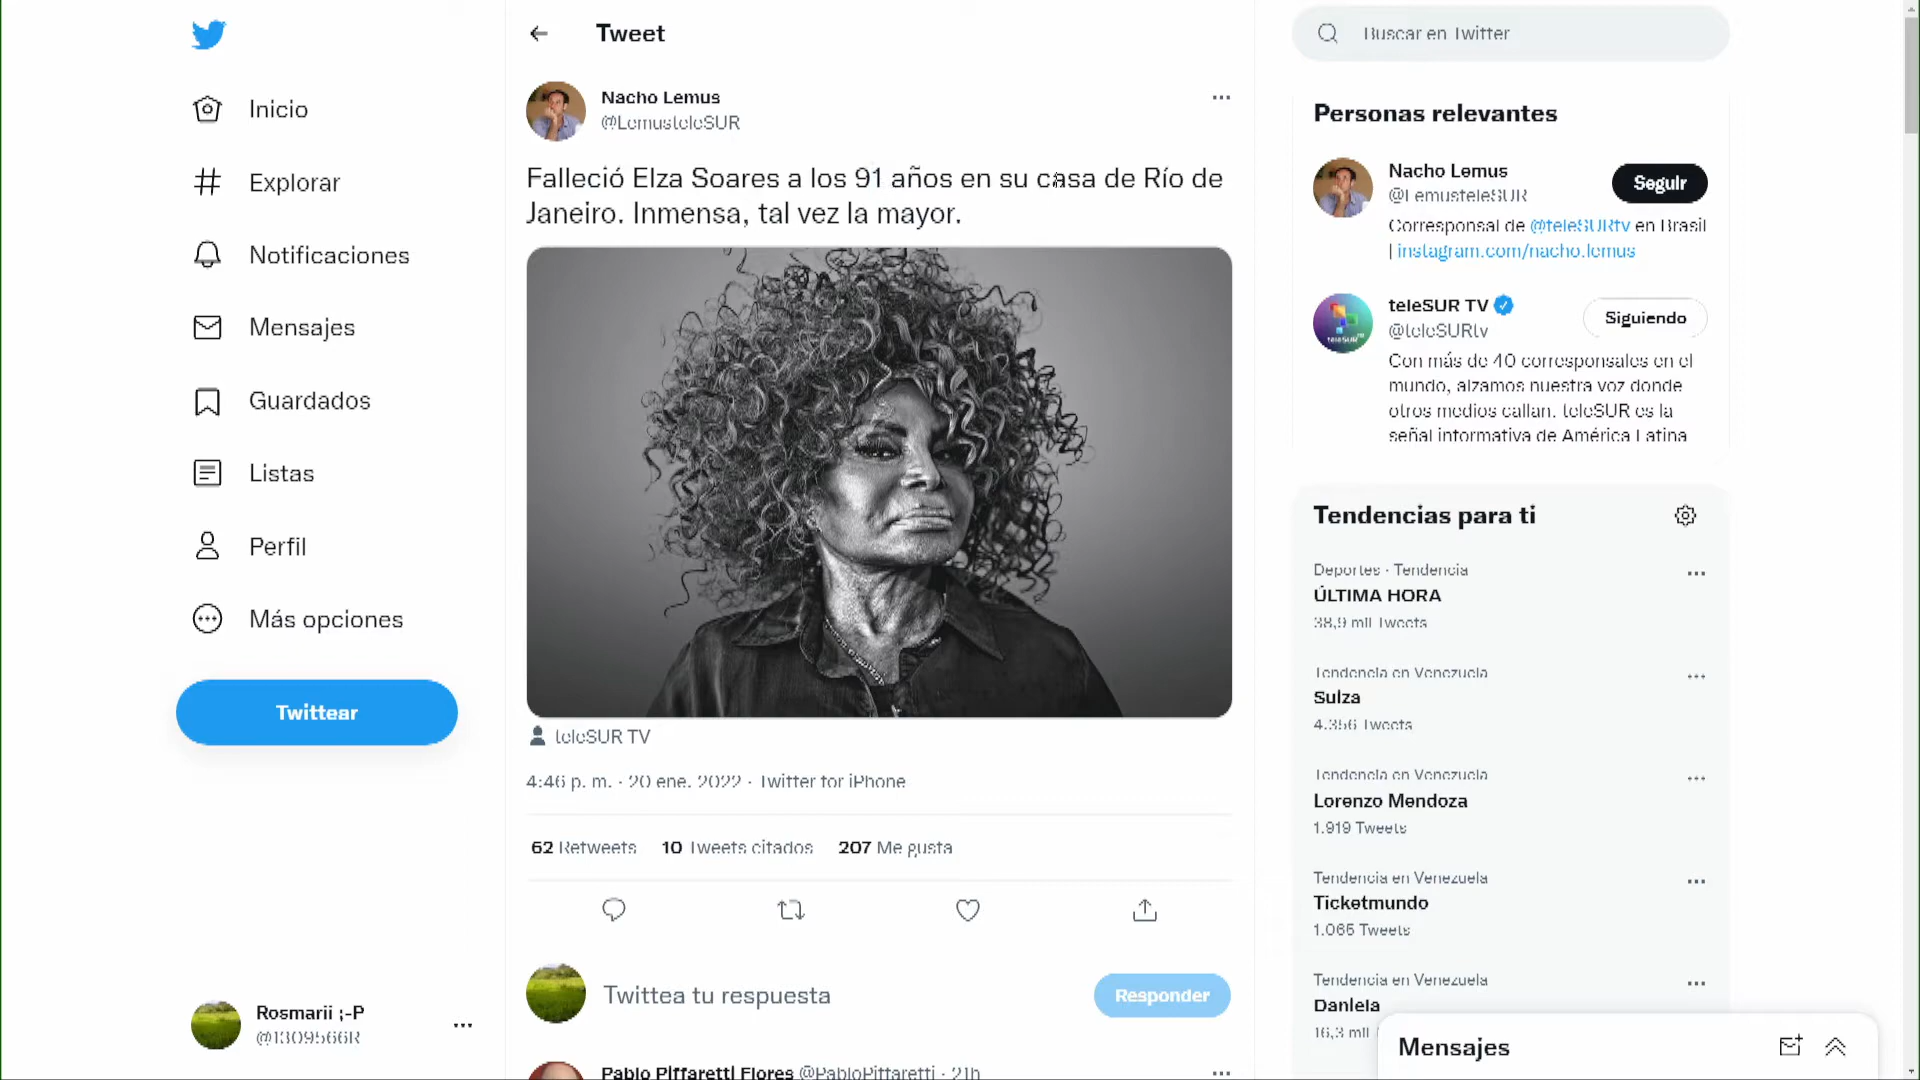 Tweet
Buscar en Twitter
Inicio
Explorar
Notificaciones
Mensajes
Guardados
Listas
Perfil
Más opciones
Twittear
Rosmarii ;-P
@1309566R
Nacho Lemus
@LemusteleSUR
Falleció Elza Soares a los 91 años en su casa de Río de
Janeiro. Inmensa, tal vez la mayor.
teleSUR TV
4:46 p. m. · 20 ene. 2022 · Twitter for iPhone
62 Retweets 10 Tweets citados 207 Me gusta
Twittea tu respuesta
Responder
Pablo Piffaretti Flores @PabloPiffaretti · 21h
Personas relevantes
Nacho Lemus
@LemusteleSUR
Seguir
Corresponsal de @teleSURtv en Brasil
| instagram.com/nacho.lemus
teleSUR
teleSUR TV
@teleSURtv
Siguiendo
Con más de 40 corresponsales en el
mundo, alzamos nuestra voz donde
otros medios callan. teleSUR es la
señal informativa de América Latina
Tendencias para ti
Deportes · Tendencia
ÚLTIMA HORA
38,9 mil Tweets
Tendencia en Venezuela
Suiza
4.356 Tweets
Tendencia en Venezuela
Lorenzo Mendoza
1.919 Tweets
Tendencia en Venezuela
Ticketmundo
1.065 Tweets
Tendencia en Venezuela
Daniela
16,3 mil
Mensajes